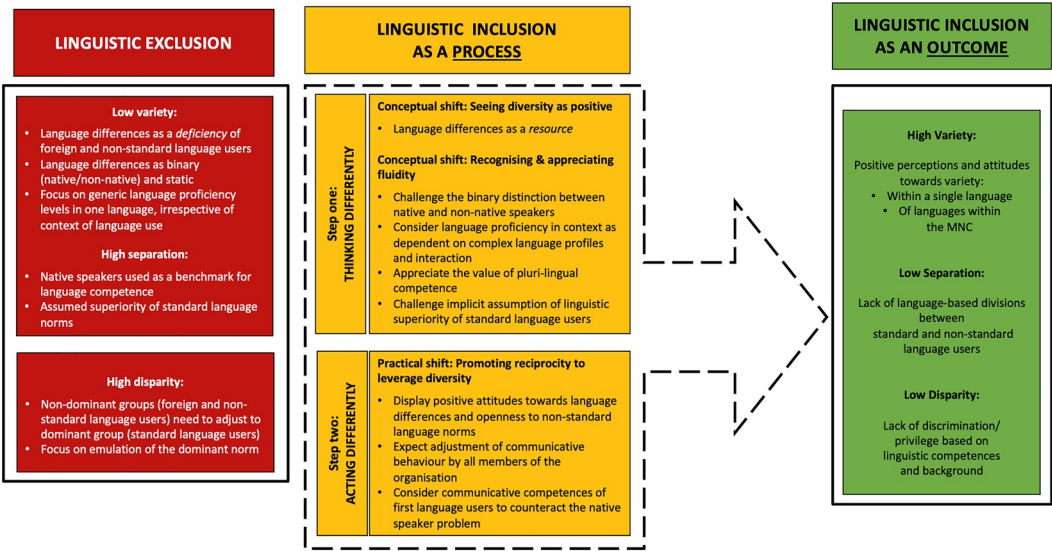 LINGUISTIC EXCLUSION
Low variety:
• Language differences as a deficiency of
foreign and non-standard language users
• Language differences as binary
(native/non-native) and static
• Focus on generic language proficiency
levels in one language, irrespective of
context of language use
High separation:
• Native speakers used as a benchmark for
language competence
• Assumed superiority of standard language
norms
High disparity:
• Non-dominant groups (foreign and non-
standard language users) need to adjust to
dominant group (standard language users)
• Focus on emulation of the dominant norm
LINGUISTIC INCLUSION
AS A PROCESS
Step one:
THINKING DIFFERENTLY
Conceptual shift: Seeing diversity as positive
• Language differences as a resource
Conceptual shift: Recognising & appreciating
fluidity
• Challenge the binary distinction between
native and non-native speakers
• Consider language proficiency in context as
dependent on complex language profiles
and interaction
• Appreciate the value of pluri-lingual
competence
• Challenge implicit assumption of linguistic
superiority of standard language users
Step two:
ACTING DIFFERENTLY
Practical shift: Promoting reciprocity to
leverage diversity
• Display positive attitudes towards language
differences and openness to non-standard
language norms
• Expect adjustment of communicative
behaviour by all members of the
organisation
• Consider communicative competences of
first language users to counteract the native
speaker problem
LINGUISTIC INCLUSION
AS AN OUTCOME
High Variety:
Positive perceptions and attitudes
towards variety:
• Within a single language
• Of languages within
the MNC
Low Separation:
Lack of language-based divisions
between
standard and non-standard
language users
Low Disparity:
Lack of discrimination/
privilege based on
linguistic competences
and background